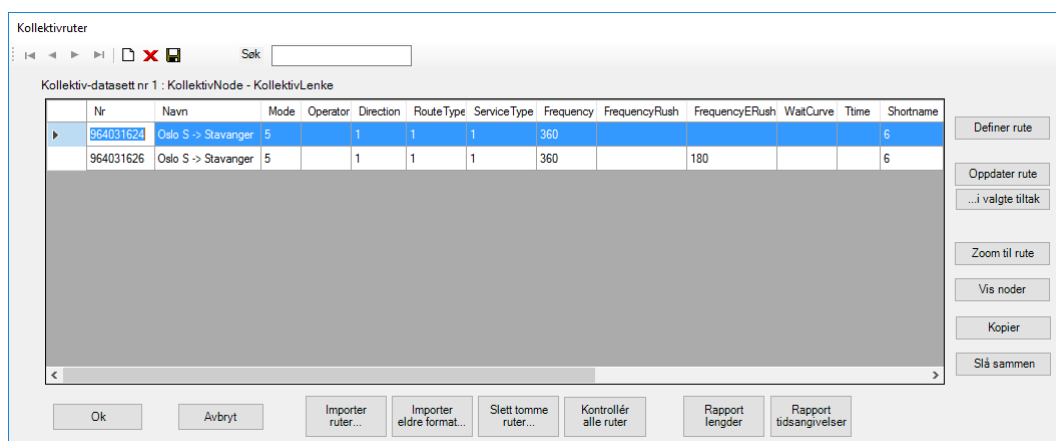 Kollektivruter
Søk
Kollektiv-datasett nr 1 : KollektivNode - KollektivLenke
Nr Navn Mode Operator Direction RouteType ServiceType Frequency FrequencyRush FrequencyERush WaitCurve Ttime Shortname
964031624 Oslo S -> Stavanger 5 1 1 1 360 6
964031626 Oslo S -> Stavanger 5 1 1 1 360 180 6
Definer rute
Oppdater rute
...i valgte tiltak
Zoom til rute
Vis noder
Kopier
Slå sammen
Ok
Avbryt
Importer
ruter...
Importer
eldre format...
Slett tomme
ruter...
Kontrollér
alle ruter
Rapport
lengder
Rapport
tidsangivelser